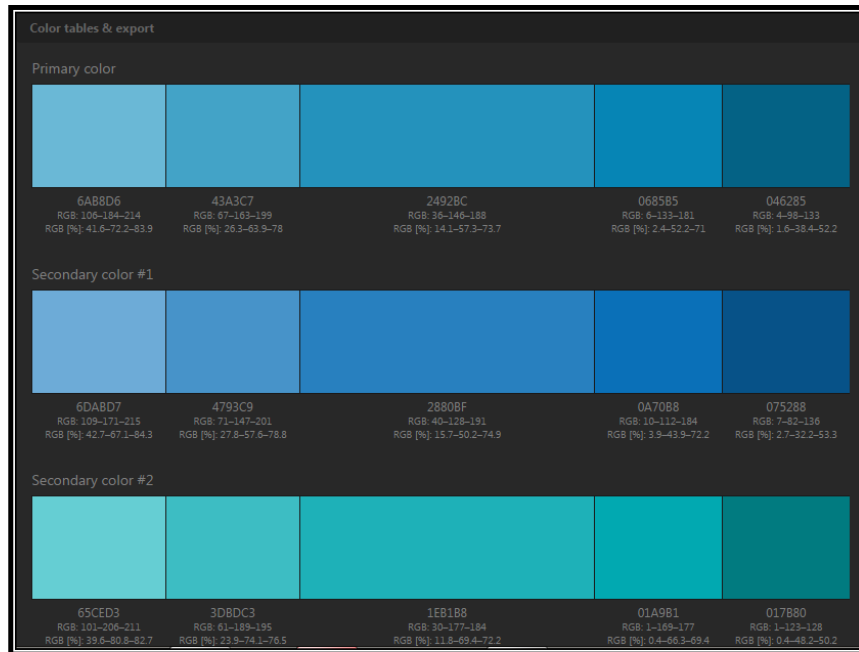 Color tables & export
Primary color
6AB8D6 43A3C7 2492BC 0685B5 046285
RGB: 106–184–214 RGB: 67–163–199 RGB: 36–146–188 RGB: 6–133–181 RGB: 4–98–133
RGB [%]: 41.6–72.2–83.9 RGB [%]: 26.3–63.9–78 RGB [%]: 14.1–57.3–73.7 RGB [%]: 2.4–52.2–71 RGB [%]: 1.6–38.4–52.2
Secondary color #1
6DABD7 4793C9 2880BF 0A70B8 075288
RGB: 109–171–215 RGB: 71–147–201 RGB: 40–128–191 RGB: 10–112–184 RGB: 7–82–136
RGB [%]: 42.7–67.1–84.3 RGB [%]: 27.8–57.6–78.8 RGB [%]: 15.7–50.2–74.9 RGB [%]: 3.9–43.9–72.2 RGB [%]: 2.7–32.2–53.3
Secondary color #2
65CED3 3DBDC3 1EB1B8 01A9B1 017B80
RGB: 101–206–211 RGB: 61–189–195 RGB: 30–177–184 RGB: 1–169–177 RGB: 1–123–128
RGB [%]: 39.6–80.8–82.7 RGB [%]: 23.9–74.1–76.5 RGB [%]: 11.8–69.4–72.2 RGB [%]: 0.4–66.3–69.4 RGB [%]: 0.4–48.2–50.2